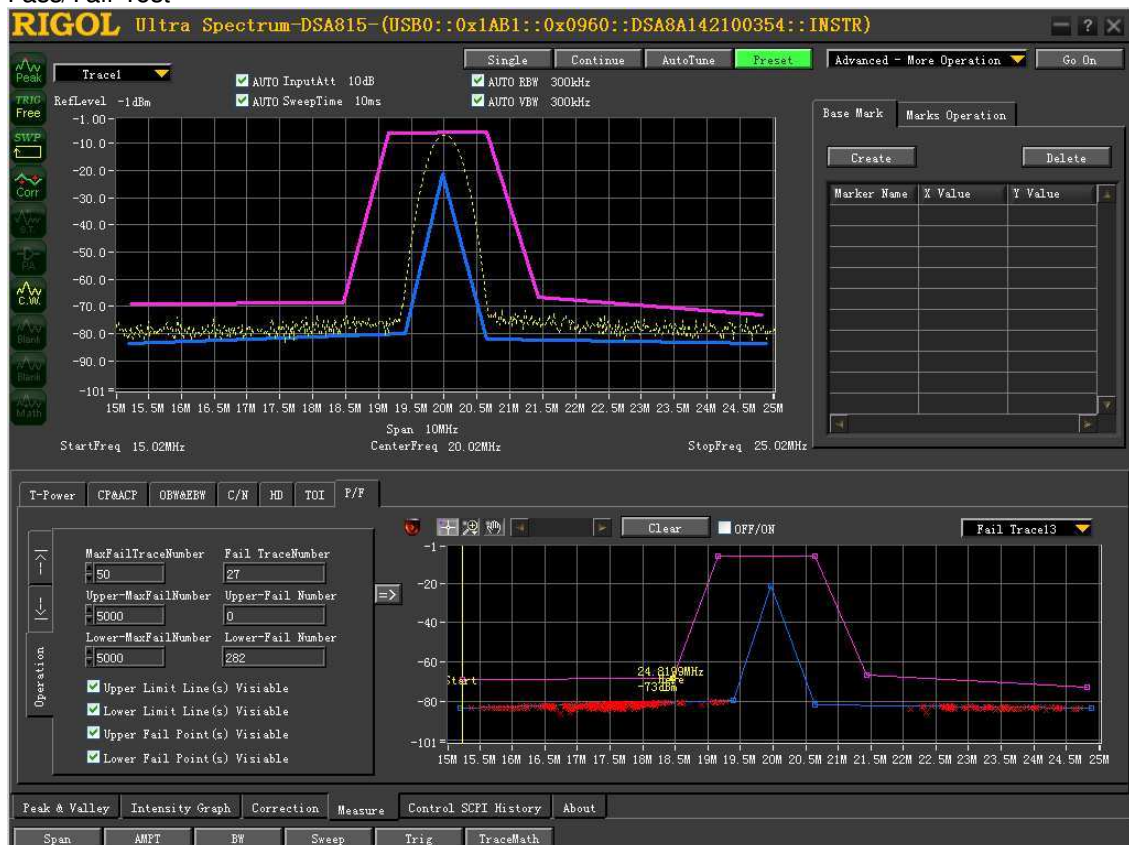 Pass/Fail Test
RIGOL Ultra Spectrum-DSA815-(USB0::0x1AB1::0x0960::DSA8A142100354::INSTR)
Single Continue AutoTune Preset Advanced - More Operation Go On
Peak
Trace1
AUTO InputAtt 10dB
AUTO RBW 300kHz
TRIG Free
RefLevel -1dBm
AUTO SweepTime 10ms
AUTO VBW 300kHz
SWP
Corr
S.T.
PA
C.W.
Blank
Blank
Math
-1.00
-10.0
-20.0
-30.0
-40.0
-50.0
-60.0
-70.0
-80.0
-90.0
-101
15M 15.5M 16M 16.5M 17M 17.5M 18M 18.5M 19M 19.5M 20M 20.5M 21M 21.5M 22M 22.5M 23M 23.5M 24M 24.5M 25M
Span 10MHz
StartFreq 15.02MHz CenterFreq 20.02MHz StopFreq 25.02MHz
Base Mark Marks Operation
Create Delete
Marker Name X Value Y Value
T-Power CP&ACP OBW&EBW C/N HD TOI P/F
Operation
MaxFailTraceNumber Fail TraceNumber
50 27
Upper-MaxFailNumber Upper-Fail Number
5000 0
Lower-MaxFailNumber Lower-Fail Number
5000 282
Upper Limit Line(s) Visiable
Lower Limit Line(s) Visiable
Upper Fail Point(s) Visiable
Lower Fail Point(s) Visiable
=>
Clear OFF/ON Fail Trace13
-1
-20
-40
-60
-80
-101
Start
24.8199MHz
Here
-73dBm
15M 15.5M 16M 16.5M 17M 17.5M 18M 18.5M 19M 19.5M 20M 20.5M 21M 21.5M 22M 22.5M 23M 23.5M 24M 24.5M 25M
Peak & Valley Intensity Graph Correction Measure Control SCPI History About
Span AMPT BW Sweep Trig TraceMath